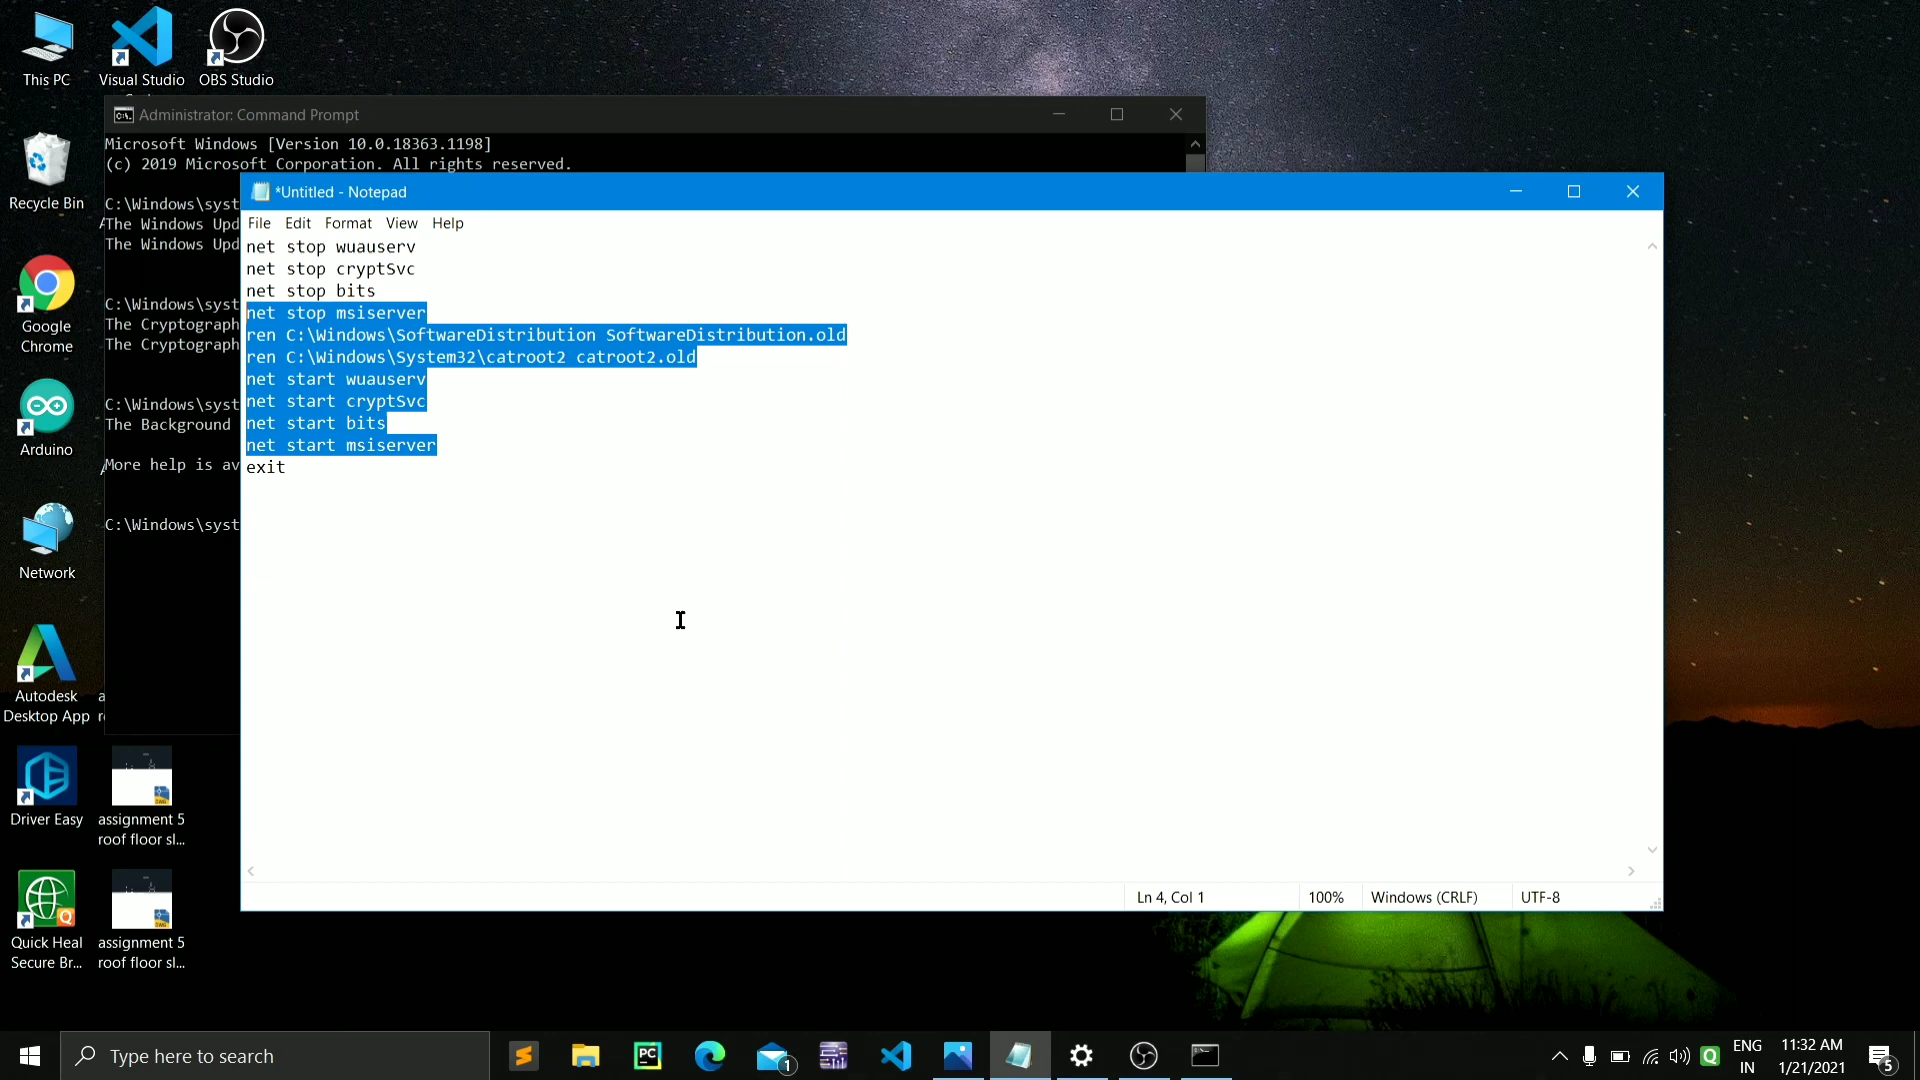 This PC
Visual Studio
OBS Studio
Recycle Bin
Google
Chrome
Arduino
Network
Autodesk
Desktop App
Driver Easy
assignment 5
roof floor sl...
Quick Heal
Secure Br...
assignment 5
roof floor sl...
Administrator: Command Prompt
Microsoft Windows [Version 10.0.18363.1198]
(c) 2019 Microsoft Corporation. All rights reserved.
C:\Windows\syst
The Windows Upd
The Windows Upd
C:\Windows\syst
The Cryptograph
The Cryptograph
C:\Windows\syst
The Background
More help is av
C:\Windows\syst
*Untitled - Notepad
File Edit Format View Help
net stop wuauserv
net stop cryptSvc
net stop bits
net stop msiserver
ren C:\Windows\SoftwareDistribution SoftwareDistribution.old
ren C:\Windows\System32\catroot2 catroot2.old
net start wuauserv
net start cryptSvc
net start bits
net start msiserver
exit
Ln 4, Col 1 100% Windows (CRLF) UTF-8
Type here to search
PC
1
Q
ENG
IN
11:32 AM
1/21/2021
5